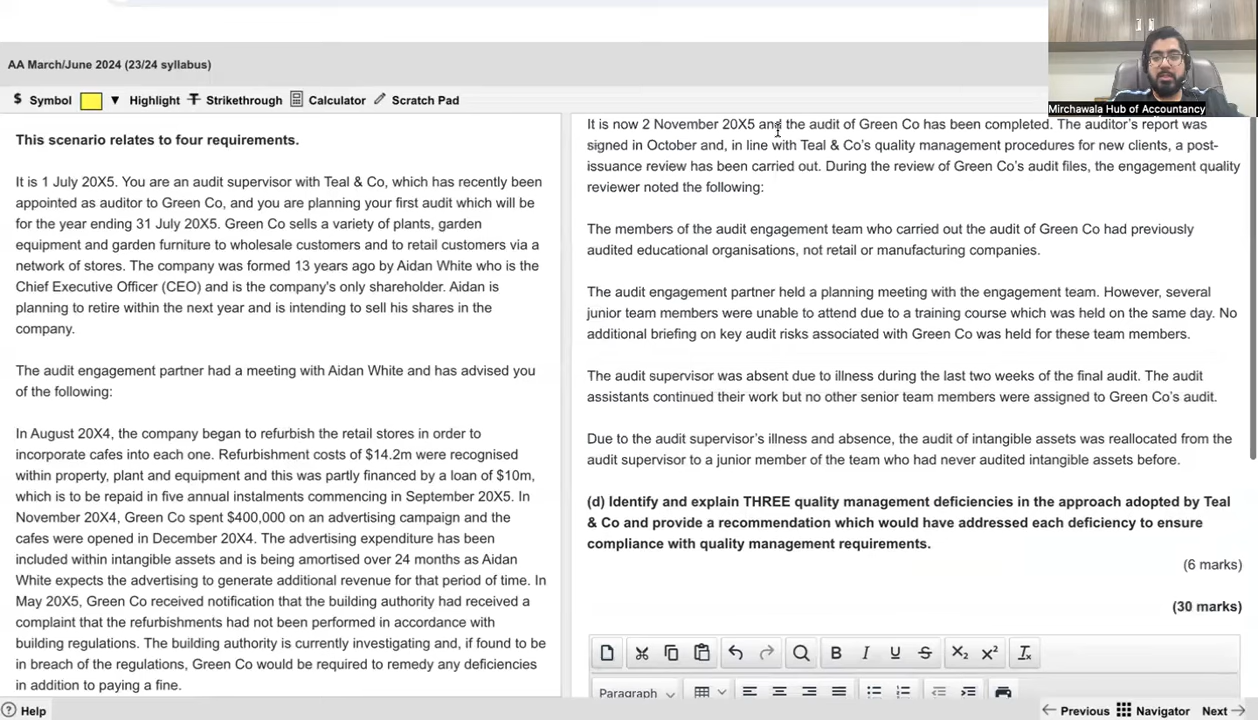 AA March/June 2024 (23/24 syllabus)
Mirchawala Hub of Accountancy
$ Symbol Highlight Strikethrough Calculator Scratch Pad
This scenario relates to four requirements.
It is 1 July 20X5. You are an audit supervisor with Teal & Co, which has recently been
appointed as auditor to Green Co, and you are planning your first audit which will be
for the year ending 31 July 20X5. Green Co sells a variety of plants, garden
equipment and garden furniture to wholesale customers and to retail customers via a
network of stores. The company was formed 13 years ago by Aidan White who is the
Chief Executive Officer (CEO) and is the company's only shareholder. Aidan is
planning to retire within the next year and is intending to sell his shares in the
company.
The audit engagement partner had a meeting with Aidan White and has advised you
of the following:
In August 20X4, the company began to refurbish the retail stores in order to
incorporate cafes into each one. Refurbishment costs of $14.2m were recognised
within property, plant and equipment and this was partly financed by a loan of $10m,
which is to be repaid in five annual instalments commencing in September 20X5. In
November 20X4, Green Co spent $400,000 on an advertising campaign and the
cafes were opened in December 20X4. The advertising expenditure has been
included within intangible assets and is being amortised over 24 months as Aidan
White expects the advertising to generate additional revenue for that period of time. In
May 20X5, Green Co received notification that the building authority had received a
complaint that the refurbishments had not been performed in accordance with
building regulations. The building authority is currently investigating and, if found to be
in breach of the regulations, Green Co would be required to remedy any deficiencies
in addition to paying a fine.
It is now 2 November 20X5 and the audit of Green Co has been completed. The auditor's report was
signed in October and, in line with Teal & Co's quality management procedures for new clients, a post-
issuance review has been carried out. During the review of Green Co's audit files, the engagement quality
reviewer noted the following:
The members of the audit engagement team who carried out the audit of Green Co had previously
audited educational organisations, not retail or manufacturing companies.
The audit engagement partner held a planning meeting with the engagement team. However, several
junior team members were unable to attend due to a training course which was held on the same day. No
additional briefing on key audit risks associated with Green Co was held for these team members.
The audit supervisor was absent due to illness during the last two weeks of the final audit. The audit
assistants continued their work but no other senior team members were assigned to Green Co's audit.
Due to the audit supervisor's illness and absence, the audit of intangible assets was reallocated from the
audit supervisor to a junior member of the team who had never audited intangible assets before.
(d) Identify and explain THREE quality management deficiencies in the approach adopted by Teal
& Co and provide a recommendation which would have addressed each deficiency to ensure
compliance with quality management requirements.
(6 marks)
(30 marks)
B I U S X₂ X² Ix
Paragraph
Help
Previous Navigator Next